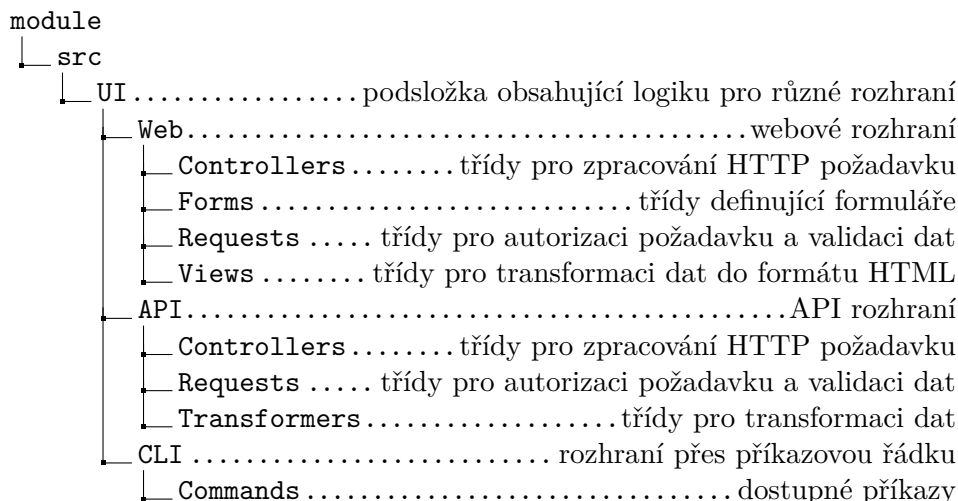 module
src
UI.................podsložka obsahující logiku pro různé rozhraní
Web..........................................webové rozhraní
Controllers........třídy pro zpracování HTTP požadavku
Forms............................třídy definující formuláře
Requests.....třídy pro autorizaci požadavku a validaci dat
Views........třídy pro transformaci dat do formátu HTML
API.............................................API rozhraní
Controllers........třídy pro zpracování HTTP požadavku
Requests.....třídy pro autorizaci požadavku a validaci dat
Transformers...................třídy pro transformaci dat
CLI...........................rozhraní přes příkazovou řádku
Commands................................dostupné příkazy